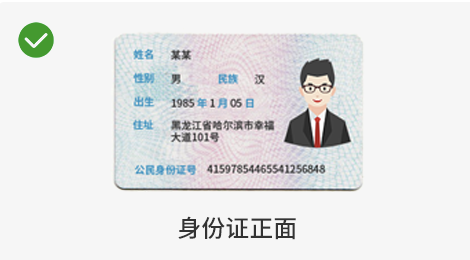 姓名 某某
性别 男 民族 汉
出生 1985 年 1 月 05 日
住址 黑龙江省哈尔滨市幸福
大道101号
公民身份证号 41597854465541256848
身份证正面